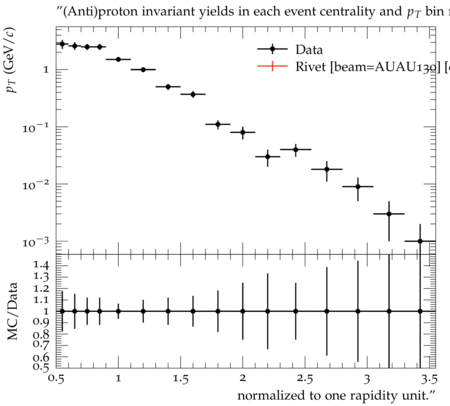 "(Anti)proton invariant yields in each event centrality and p_T bin
p_T (GeV/c)
Data
Rivet [beam=AUAU130]
1
10⁻¹
10⁻²
10⁻³
MC/Data
1.4
1.3
1.2
1.1
1
0.9
0.8
0.7
0.6
0.5
0.5 1 1.5 2 2.5 3 3.5
normalized to one rapidity unit."